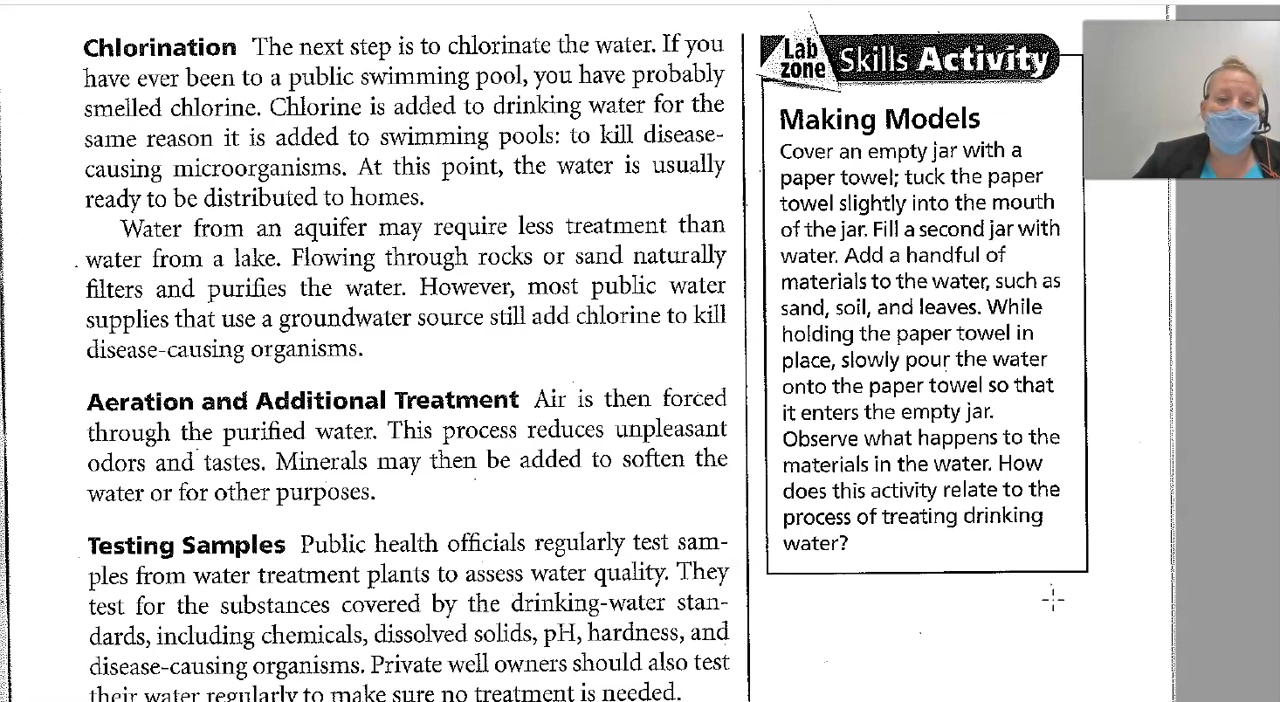 Chlorination The next step is to chlorinate the water. If you
have ever been to a public swimming pool, you have probably
smelled chlorine. Chlorine is added to drinking water for the
same reason it is added to swimming pools: to kill disease-
causing microorganisms. At this point, the water is usually
ready to be distributed to homes.
Water from an aquifer may require less treatment than
water from a lake. Flowing through rocks or sand naturally
filters and purifies the water. However, most public water
supplies that use a groundwater source still add chlorine to kill
disease-causing organisms.
Aeration and Additional Treatment Air is then forced
through the purified water. This process reduces unpleasant
odors and tastes. Minerals may then be added to soften the
water or for other purposes.
Testing Samples Public health officials regularly test sam-
ples from water treatment plants to assess water quality. They
test for the substances covered by the drinking-water stan-
dards, including chemicals, dissolved solids, pH, hardness, and
disease-causing organisms. Private well owners should also test
their water regularly to make sure no treatment is needed.
Lab
zone Skills Activity
Making Models
Cover an empty jar with a
paper towel; tuck the paper
towel slightly into the mouth
of the jar. Fill a second jar with
water. Add a handful of
materials to the water, such as
sand, soil, and leaves. While
holding the paper towel in
place, slowly pour the water
onto the paper towel so that
it enters the empty jar.
Observe what happens to the
materials in the water. How
does this activity relate to the
process of treating drinking
water?